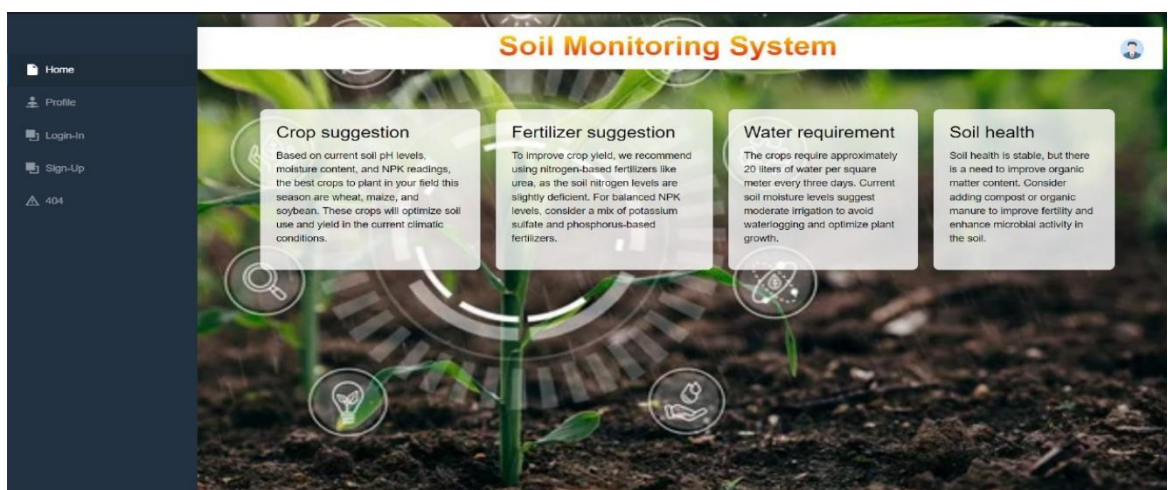 Soil Monitoring System
Home
Profile
Login-In
Sign-Up
404
Crop suggestion
Based on current soil pH levels,
moisture content, and NPK readings,
the best crops to plant in your field this
season are wheat, maize, and
soybean. These crops will optimize soil
use and yield in the current climatic
conditions.
Fertilizer suggestion
To improve crop yield, we recommend
using nitrogen-based fertilizers like
urea, as the soil nitrogen levels are
slightly deficient. For balanced NPK
levels, consider a mix of potassium
sulfate and phosphorus-based
fertilizers.
Water requirement
The crops require approximately
20 liters of water per square
meter every three days. Current
soil moisture levels suggest
moderate irrigation to avoid
waterlogging and optimize plant
growth.
Soil health
Soil health is stable, but there
is a need to improve organic
matter content. Consider
adding compost or organic
manure to improve fertility and
enhance microbial activity in
the soil.